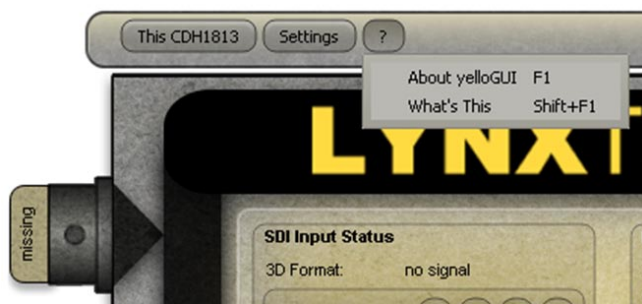 This CDH1813 Settings ?
About yelloGUI F1
What's This Shift+F1
LYNX
missing
SDI Input Status
3D Format: no signal